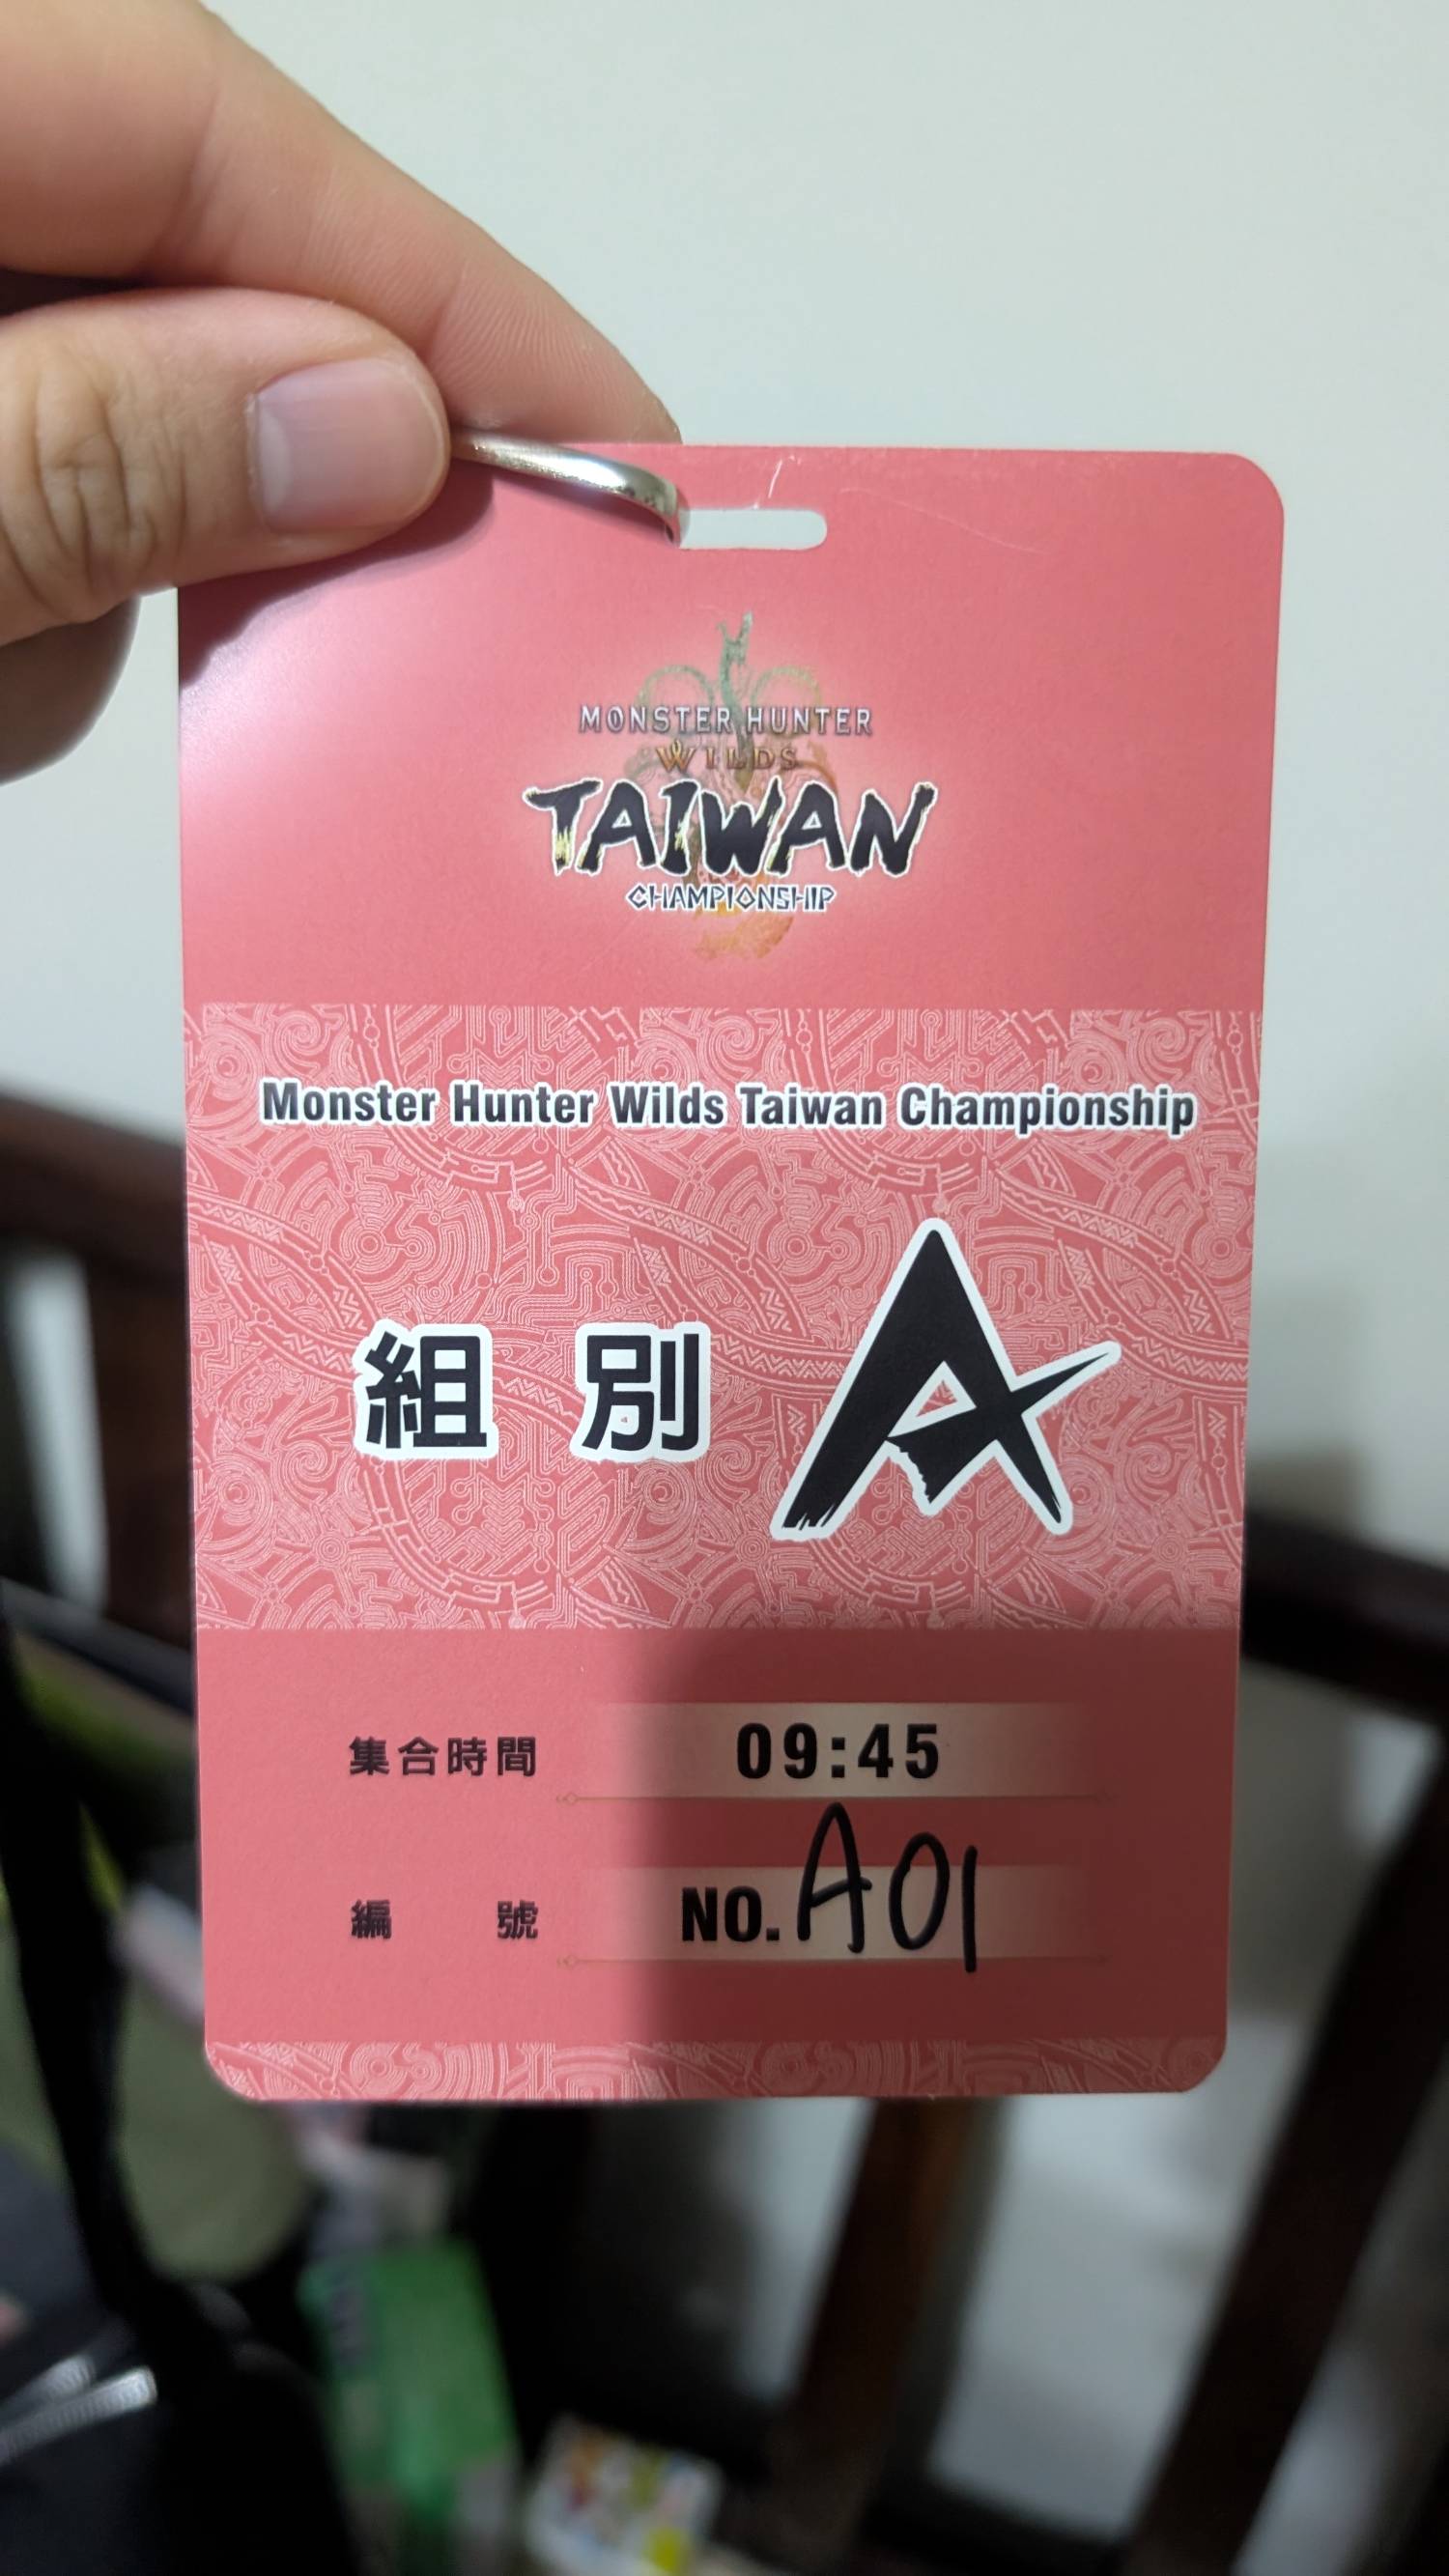 MONSTER HUNTER
WILDS
TAIWAN
CHAMPIONSHIP
Monster Hunter Wilds Taiwan Championship
組別 A
集合時間 09:45
編號 NO. A01